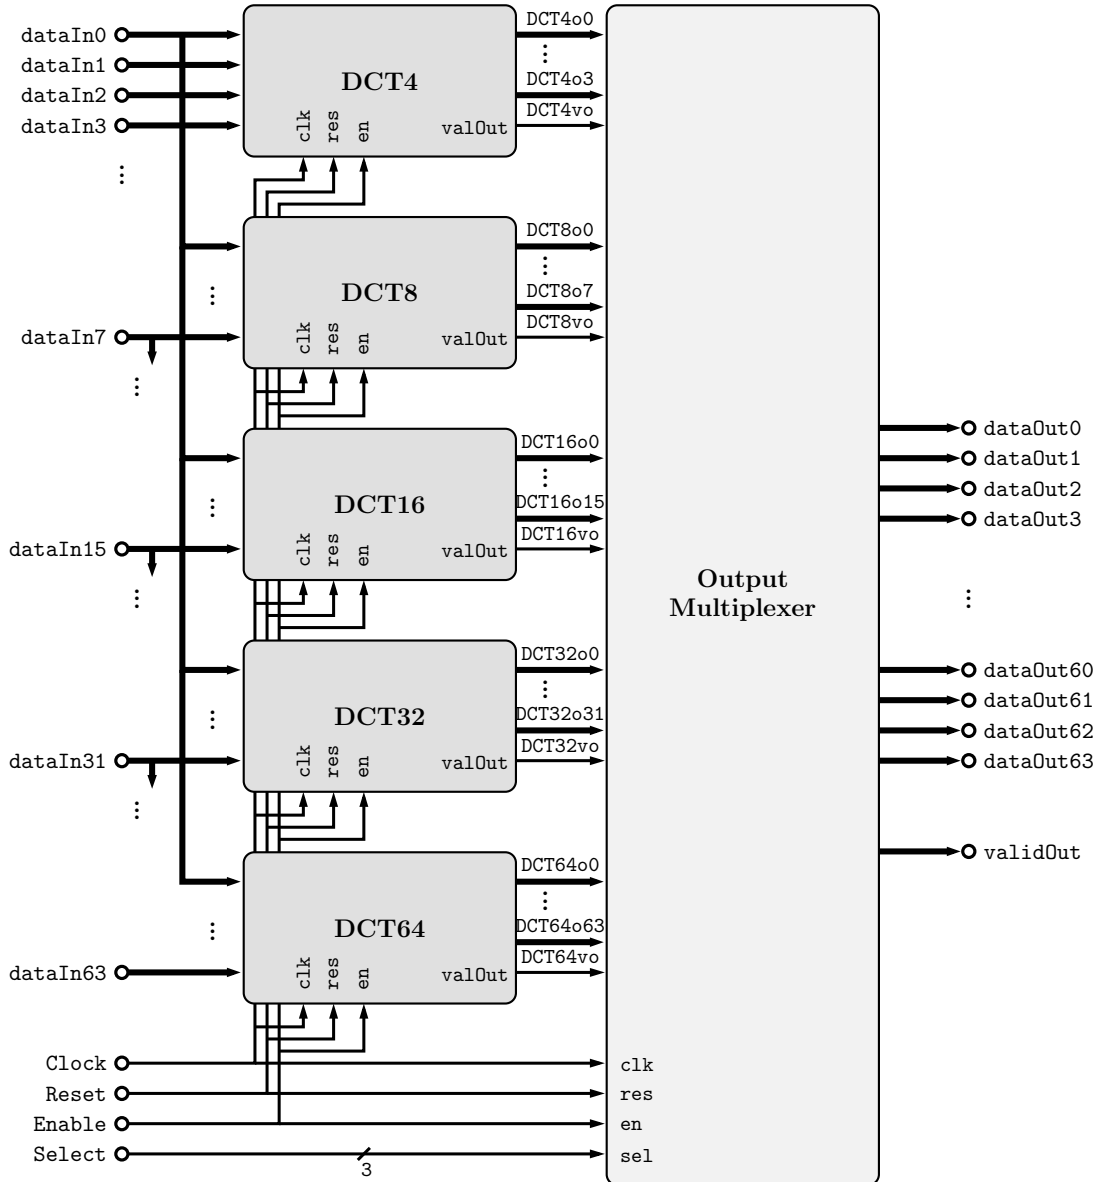 dataIn0
dataIn1
dataIn2
dataIn3
⋮
DCT4
clk
res
en
valOut
DCT4o0
⋮
DCT4o3
DCT4vo
dataIn7
⋮
⋮
DCT8
clk
res
en
valOut
DCT8o0
⋮
DCT8o7
DCT8vo
dataIn15
⋮
⋮
DCT16
clk
res
en
valOut
DCT16o0
⋮
DCT16o15
DCT16vo
dataIn31
⋮
⋮
DCT32
clk
res
en
valOut
DCT32o0
⋮
DCT32o31
DCT32vo
dataIn63
⋮
DCT64
clk
res
en
valOut
DCT64o0
⋮
DCT64o63
DCT64vo
Clock
Reset
Enable
Select
3
clk
res
en
sel
Output
Multiplexer
dataOut0
dataOut1
dataOut2
dataOut3
⋮
dataOut60
dataOut61
dataOut62
dataOut63
validOut